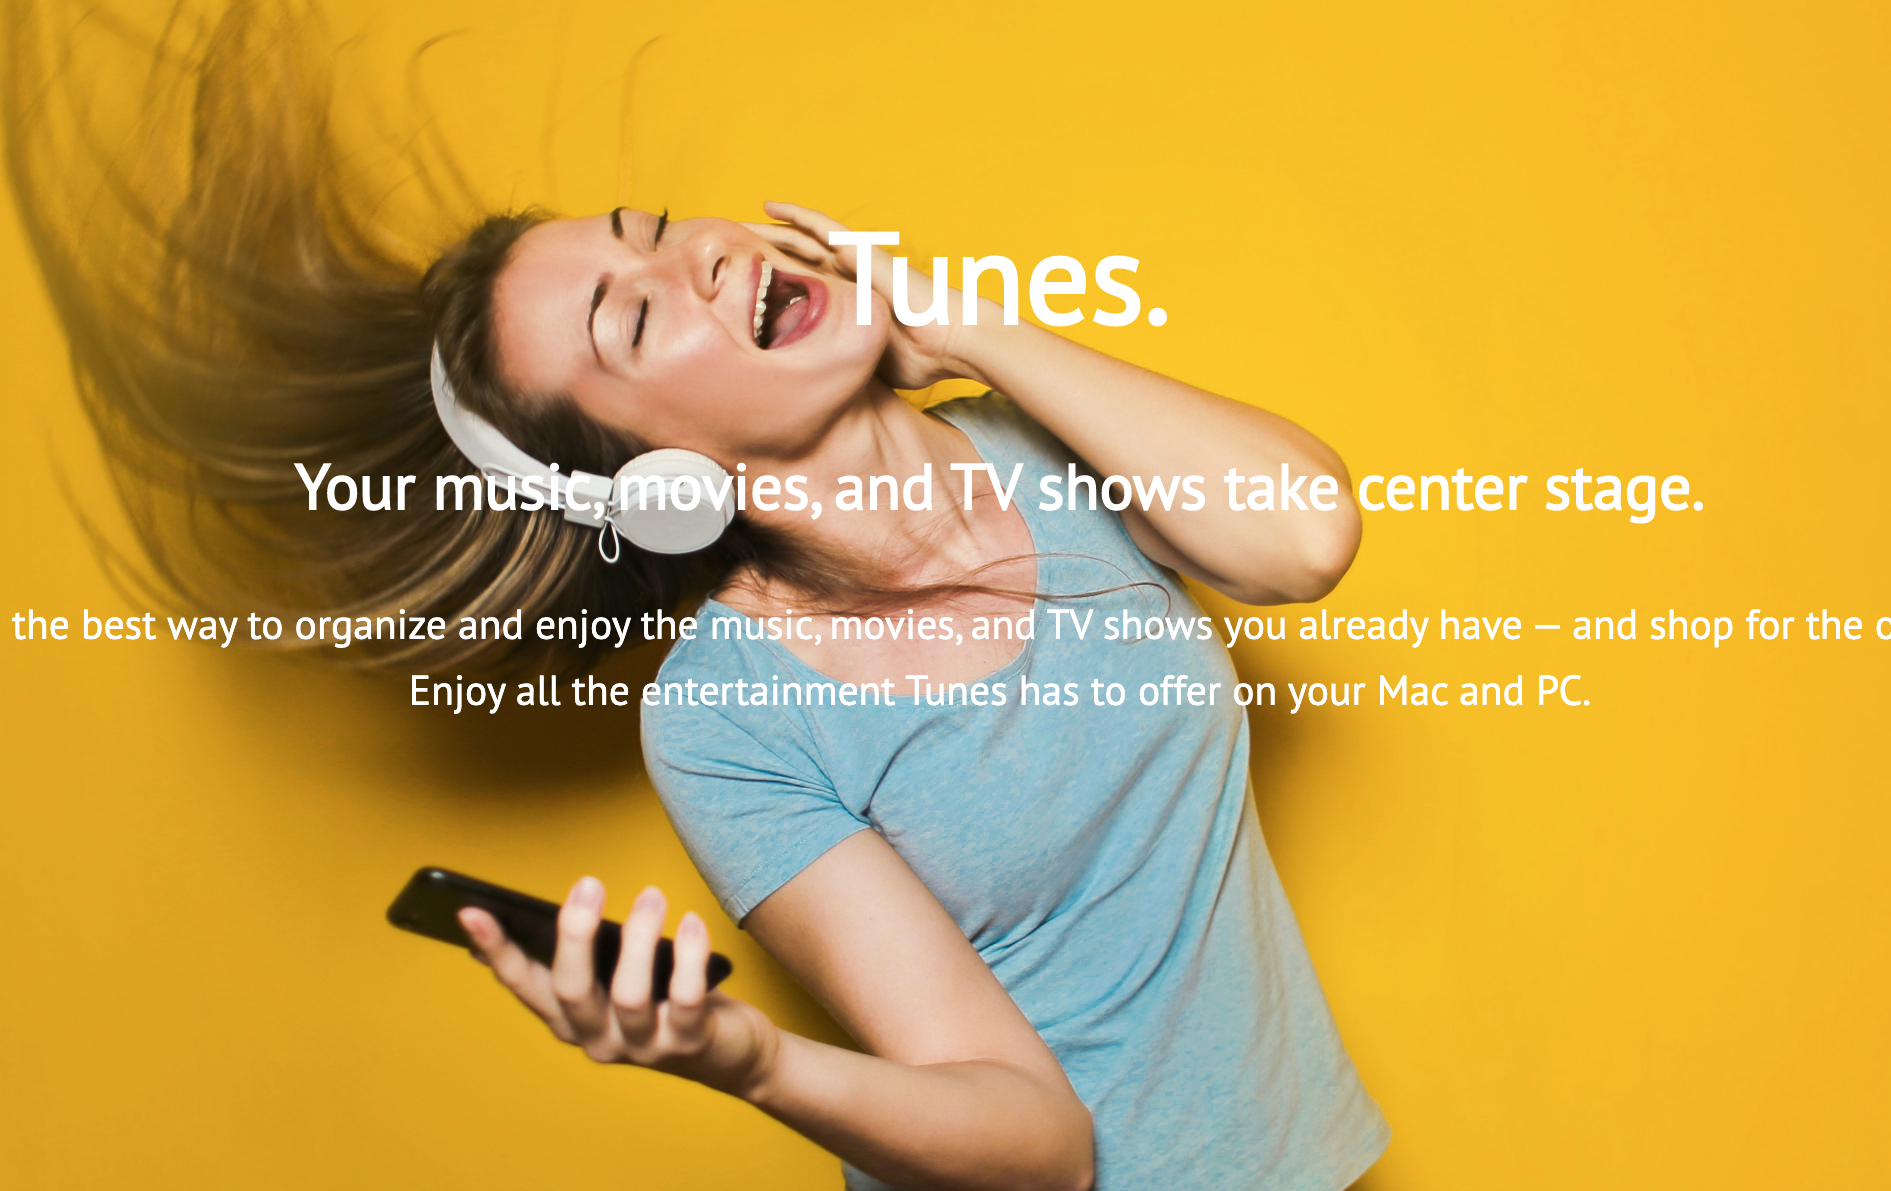 Tunes.
Your music, movies, and TV shows take center stage.
the best way to organize and enjoy the music, movies, and TV shows you already have — and shop for the
Enjoy all the entertainment Tunes has to offer on your Mac and PC.